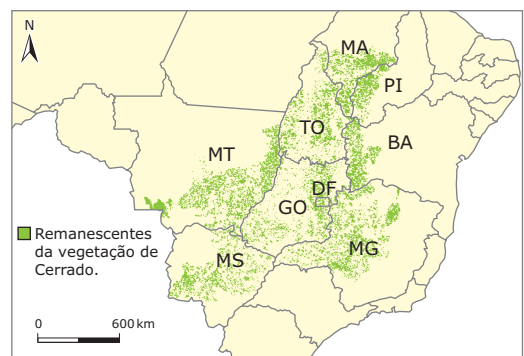 N
MA
PI
TO
BA
MT
DF
GO
MG
MS
Remanescentes
da vegetação de
Cerrado.
0 600 km